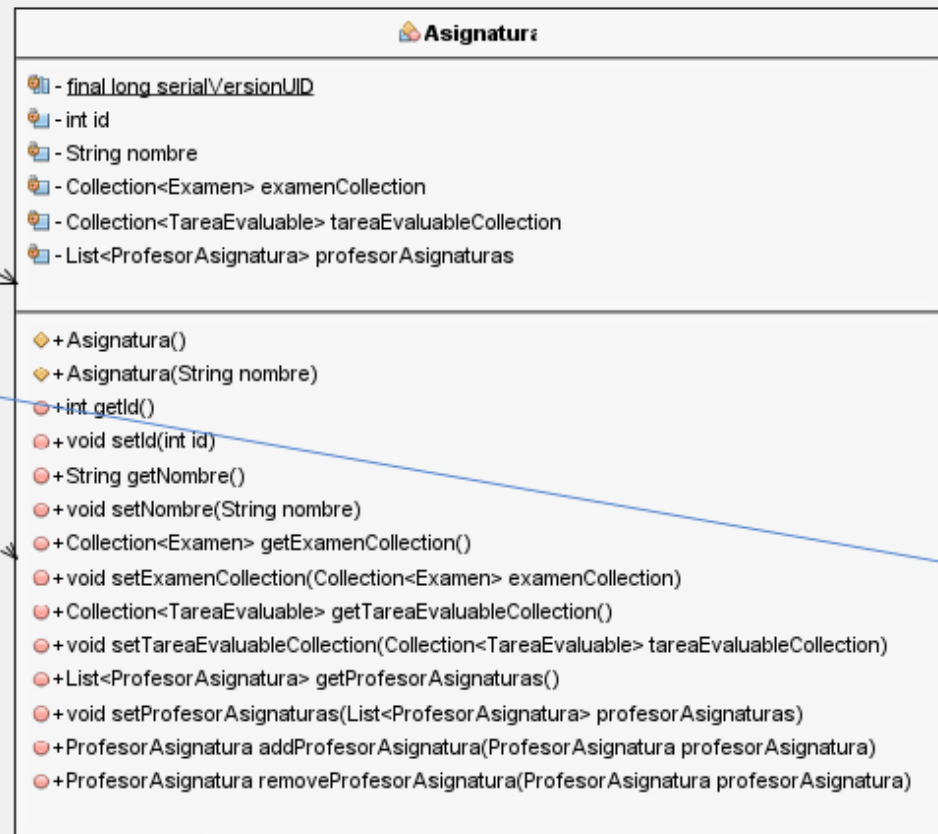 Asignatura
- final long serialVersionUID
- int id
- String nombre
- Collection<Examen> examenCollection
- Collection<TareaEvaluable> tareaEvaluableCollection
- List<ProfesorAsignatura> profesorAsignaturas
+ Asignatura()
+ Asignatura(String nombre)
+ int getId()
+ void setId(int id)
+ String getNombre()
+ void setNombre(String nombre)
+ Collection<Examen> getExamenCollection()
+ void setExamenCollection(Collection<Examen> examenCollection)
+ Collection<TareaEvaluable> getTareaEvaluableCollection()
+ void setTareaEvaluableCollection(Collection<TareaEvaluable> tareaEvaluableCollection)
+ List<ProfesorAsignatura> getProfesorAsignaturas()
+ void setProfesorAsignaturas(List<ProfesorAsignatura> profesorAsignaturas)
+ ProfesorAsignatura addProfesorAsignatura(ProfesorAsignatura profesorAsignatura)
+ ProfesorAsignatura removeProfesorAsignatura(ProfesorAsignatura profesorAsignatura)